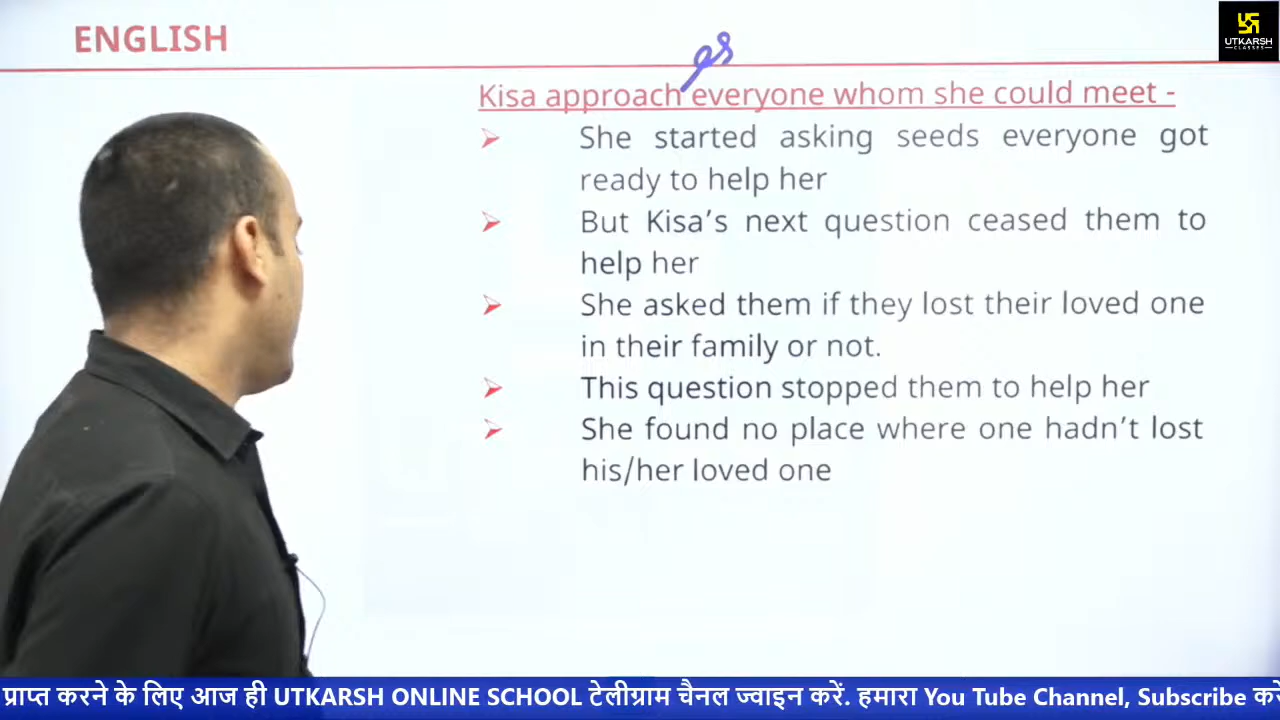 ENGLISH
UTKARSH
CLASSES
es
Kisa approach everyone whom she could meet -
➢ She started asking seeds everyone got
ready to help her
➢ But Kisa’s next question ceased them to
help her
➢ She asked them if they lost their loved one
in their family or not.
➢ This question stopped them to help her
➢ She found no place where one hadn’t lost
his/her loved one
प्राप्त करने के लिए आज ही UTKARSH ONLINE SCHOOL टेलीग्राम चैनल ज्वाइन करें. हमारा You Tube Channel, Subscribe करें